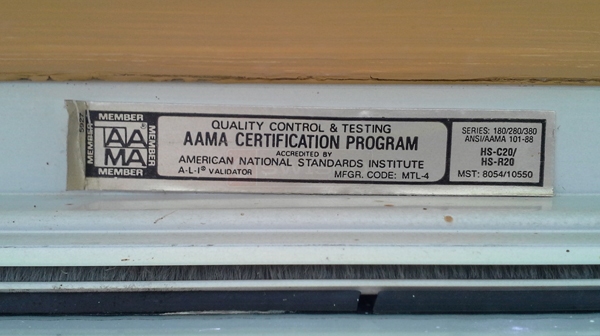 5927
MEMBER
MEMBER
AAMA®
MEMBER
MEMBER
QUALITY CONTROL & TESTING
AAMA CERTIFICATION PROGRAM
ACCREDITED BY
AMERICAN NATIONAL STANDARDS INSTITUTE
A·L·I® VALIDATOR MFGR. CODE: MTL-4
SERIES: 180/280/380
ANSI/AAMA 101-88
HS-C20/
HS-R20
MST: 8054/10550